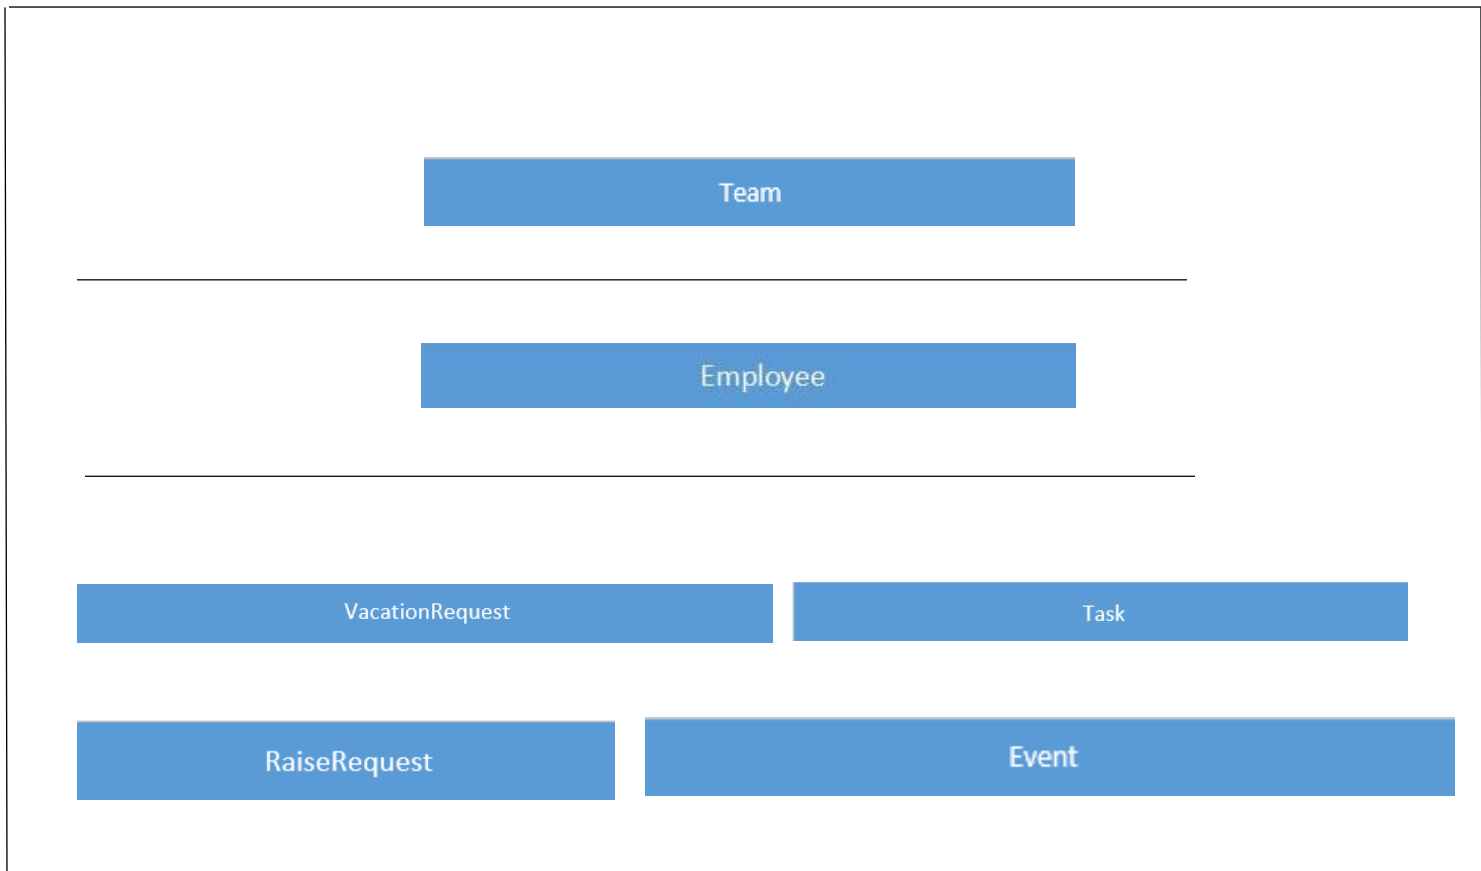 Team
Employee
VacationRequest
Task
RaiseRequest
Event